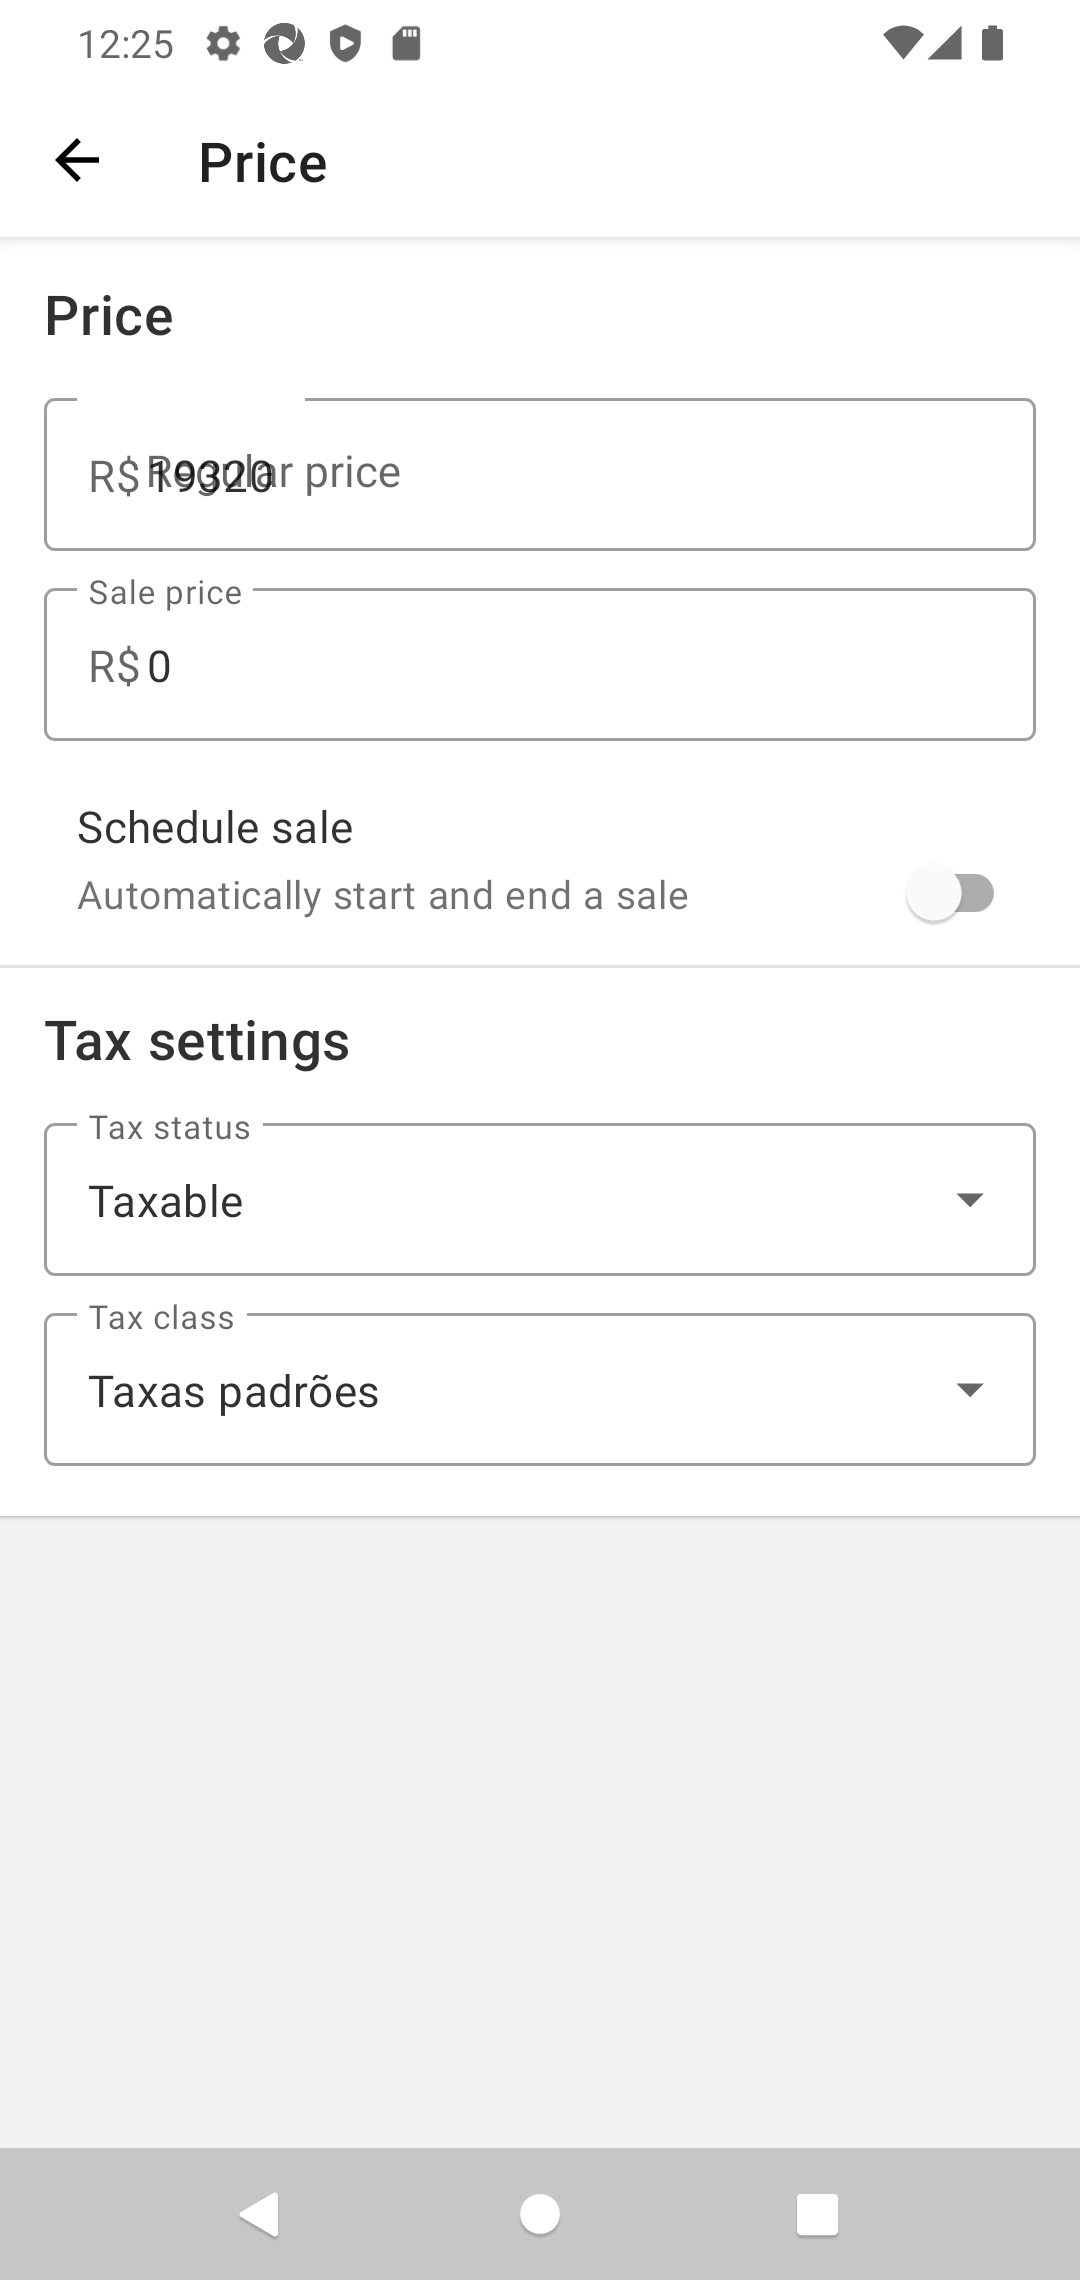 12:25
Price
Price
R$ 19320
Regular price
Sale price
R$ 0
Schedule sale
Automatically start and end a sale
Tax settings
Tax status
Taxable
Tax class
Taxas padrões